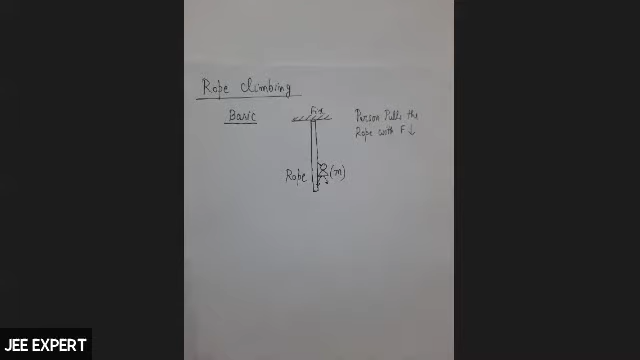 Rope Climbing
Basic
Fix
Person Pulls the
Rope with F ↓
Rope
(m)
JEE EXPERT